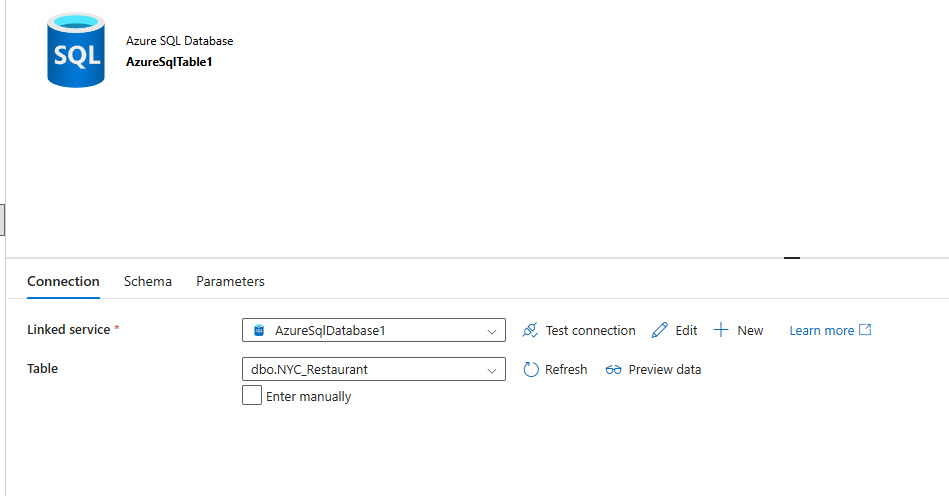 SQL
Azure SQL Database
AzureSqlTable1
Connection Schema Parameters
Linked service * AzureSqlDatabase1 Test connection Edit New Learn more
Table dbo.NYC_Restaurant Refresh Preview data
Enter manually